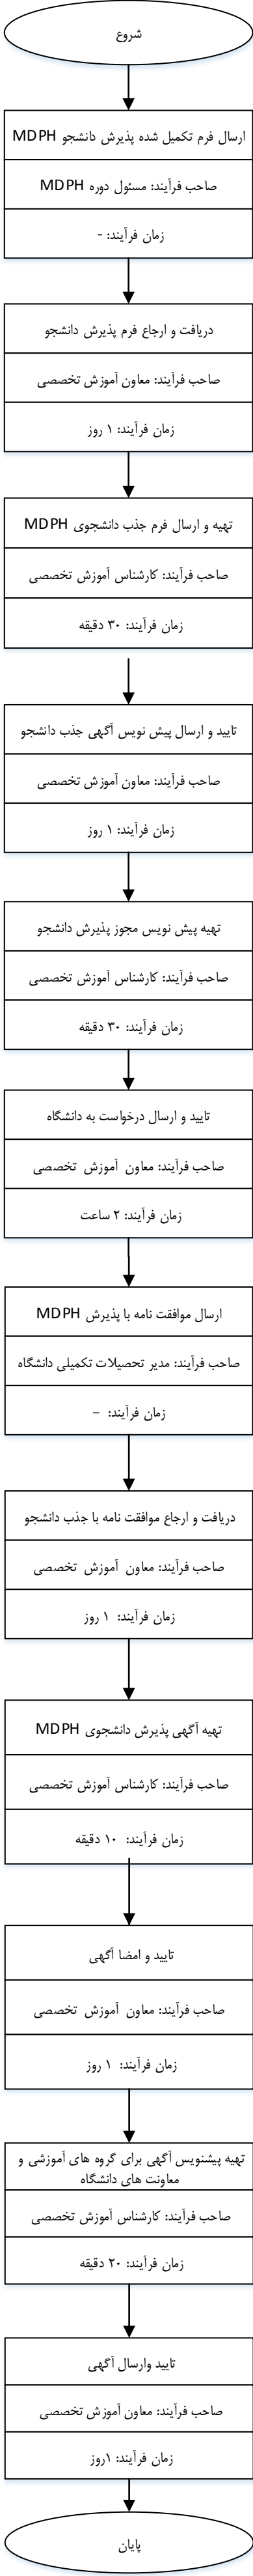 شروع
ارسال فرم تکمیل شده پذیرش دانشجو MDPH
صاحب فرآیند: مسئول دوره MDPH
زمان فرآیند: -
دریافت و ارجاع فرم پذیرش دانشجو
صاحب فرآیند: معاون آموزش تخصصی
زمان فرآیند: ۱ روز
تهیه و ارسال فرم جذب دانشجوی MDPH
صاحب فرآیند: کارشناس آموزش تخصصی
زمان فرآیند: ۳۰ دقیقه
تایید و ارسال پیش نویس آگهی جذب دانشجو
صاحب فرآیند: معاون آموزش تخصصی
زمان فرآیند: ۱ روز
تهیه پیش نویس مجوز پذیرش دانشجو
صاحب فرآیند: کارشناس آموزش تخصصی
زمان فرآیند: ۳۰ دقیقه
تایید و ارسال درخواست به دانشگاه
صاحب فرآیند: معاون آموزش تخصصی
زمان فرآیند: ۲ ساعت
ارسال موافقت نامه با پذیرش MDPH
صاحب فرآیند: مدیر تحصیلات تکمیلی دانشگاه
زمان فرآیند: –
دریافت و ارجاع موافقت نامه با جذب دانشجو
صاحب فرآیند: معاون آموزش تخصصی
زمان فرآیند: ۱ روز
تهیه آگهی پذیرش دانشجوی MDPH
صاحب فرآیند: کارشناس آموزش تخصصی
زمان فرآیند: ۱۰ دقیقه
تایید و امضا آگهی
صاحب فرآیند: معاون آموزش تخصصی
زمان فرآیند: ۱ روز
تهیه پیشنویس آگهی برای گروه های آموزشی و
معاونت های دانشگاه
صاحب فرآیند: کارشناس آموزش تخصصی
زمان فرآیند: ۲۰ دقیقه
تایید وارسال آگهی
صاحب فرآیند: معاون آموزش تخصصی
زمان فرآیند: ۱روز
پایان